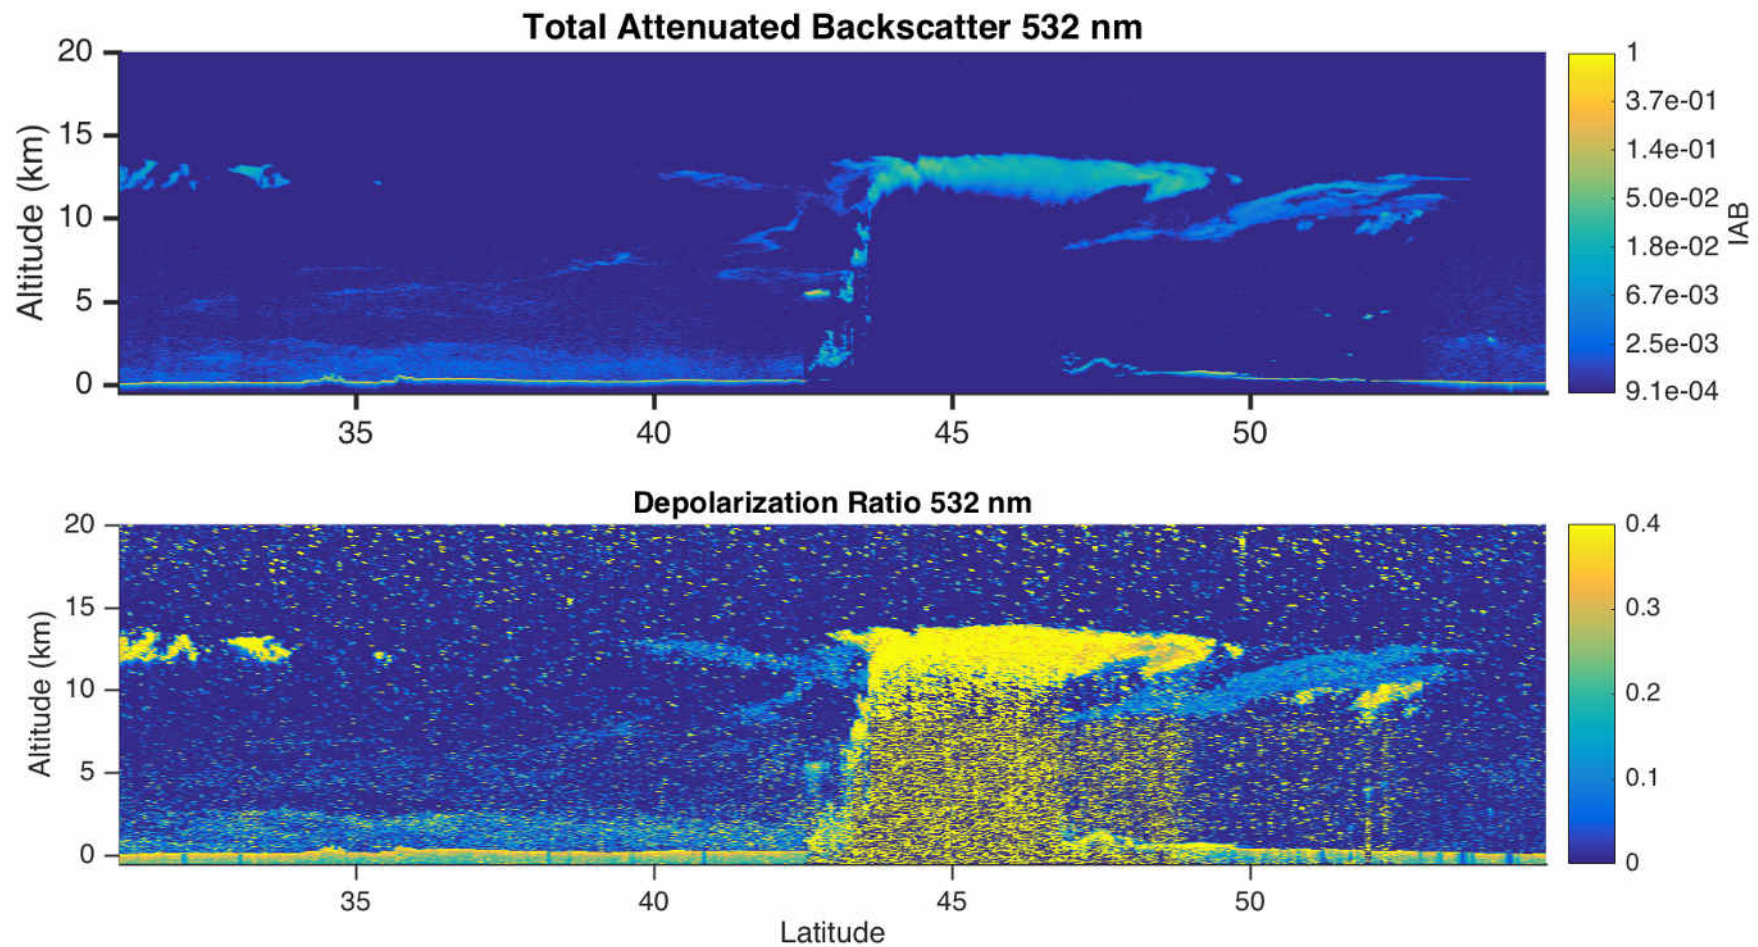 Total Attenuated Backscatter 532 nm
20
15
10
5
0
Altitude (km)
35
40
45
50
1
3.7e-01
1.4e-01
5.0e-02
1.8e-02
6.7e-03
2.5e-03
9.1e-04
IAB
Depolarization Ratio 532 nm
20
15
10
5
0
Altitude (km)
35
40
45
50
Latitude
0.4
0.3
0.2
0.1
0